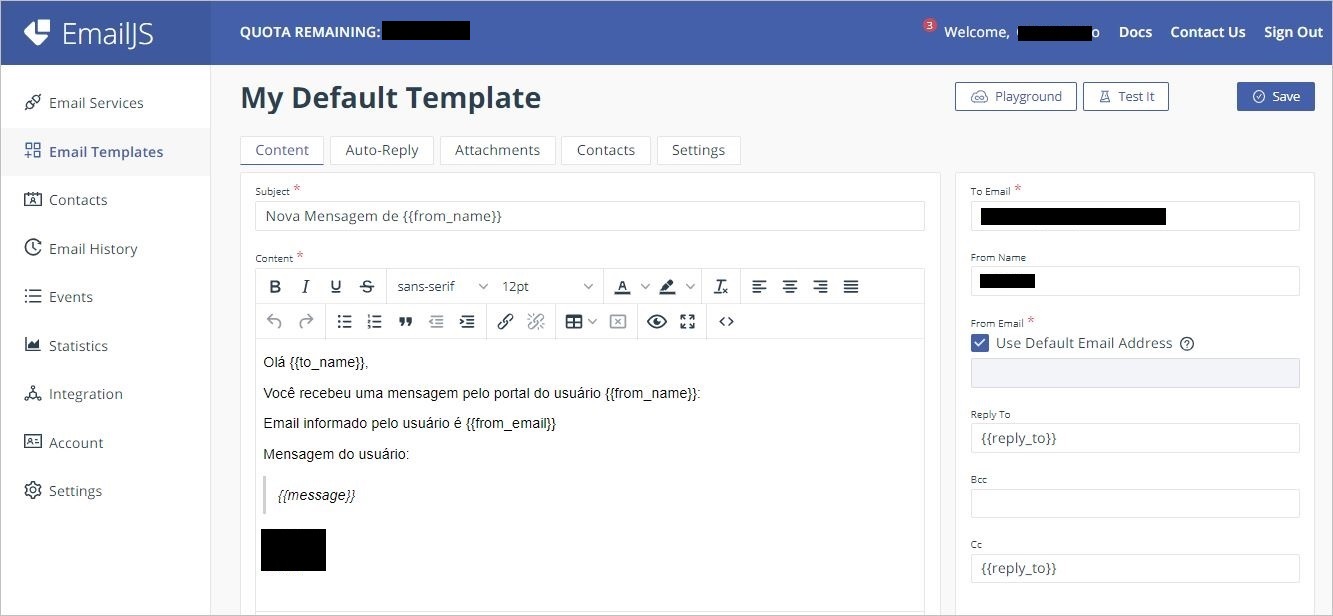 EmailJS
QUOTA REMAINING:
3
Welcome,
o
Docs
Contact Us
Sign Out
Email Services
Email Templates
Contacts
Email History
Events
Statistics
Integration
Account
Settings
My Default Template
Playground
Test It
Save
Content
Auto-Reply
Attachments
Contacts
Settings
Subject *
Nova Mensagem de {{from_name}}
Content *
B I U S sans-serif 12pt A
Olá {{to_name}},
Você recebeu uma mensagem pelo portal do usuário {{from_name}}:
Email informado pelo usuário é {{from_email}}
Mensagem do usuário:
{{message}}
To Email *
From Name
From Email *
Use Default Email Address
Reply To
{{reply_to}}
Bcc
Cc
{{reply_to}}